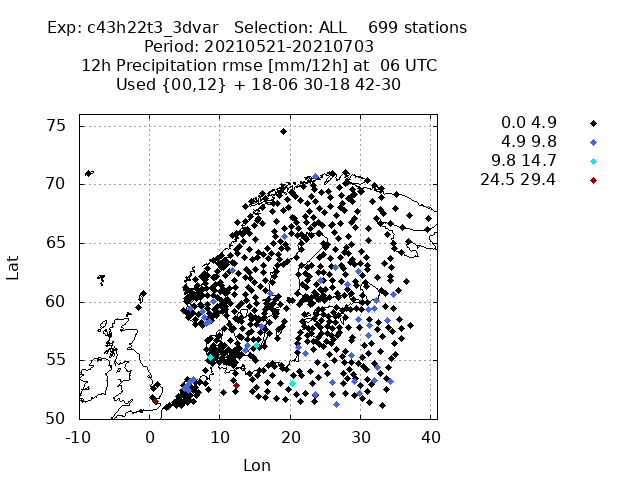 Exp: c43h22t3_3dvar   Selection: ALL    699 stations
Period: 20210521-20210703
12h Precipitation rmse [mm/12h] at  06 UTC
Used {00,12} + 18-06 30-18 42-30
0.0 4.9
4.9 9.8
9.8 14.7
24.5 29.4
75
70
65
60
55
50
Lat
-10 0 10 20 30 40
Lon